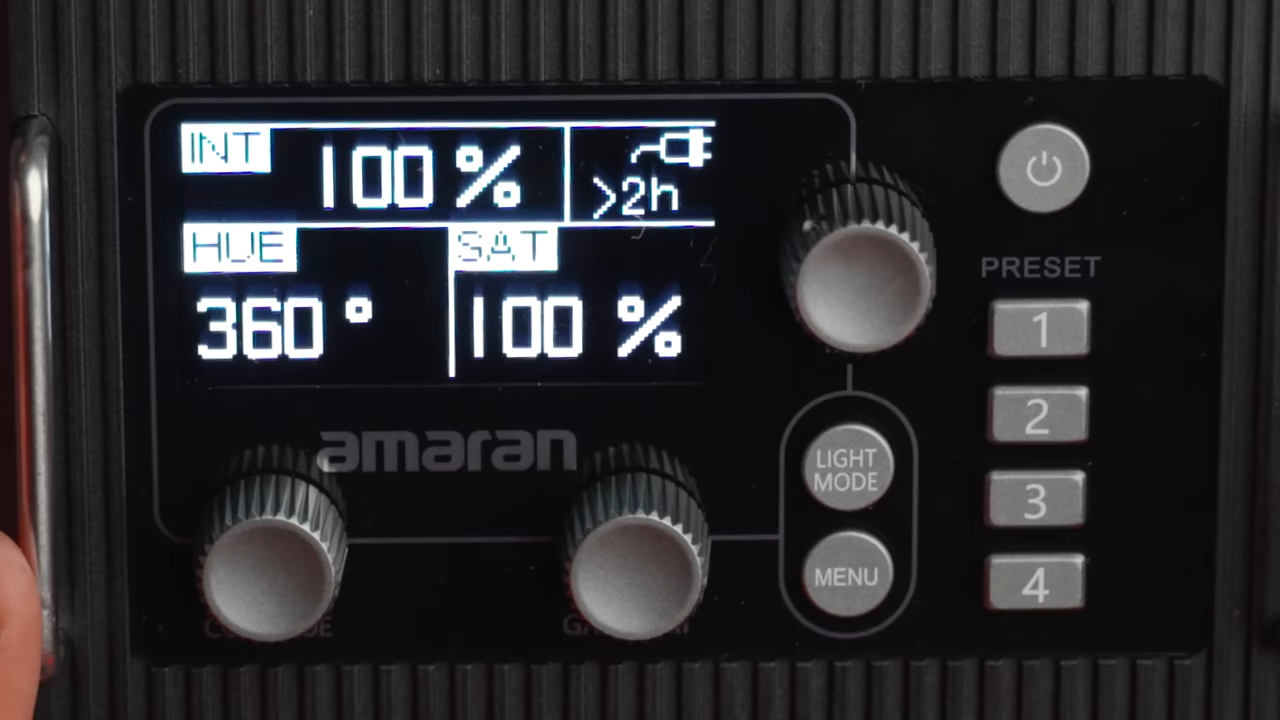 INT 100 % >2h
HUE SAT
360 ° 100 %
amaran
PRESET
1
2
3
4
LIGHT
MODE
MENU